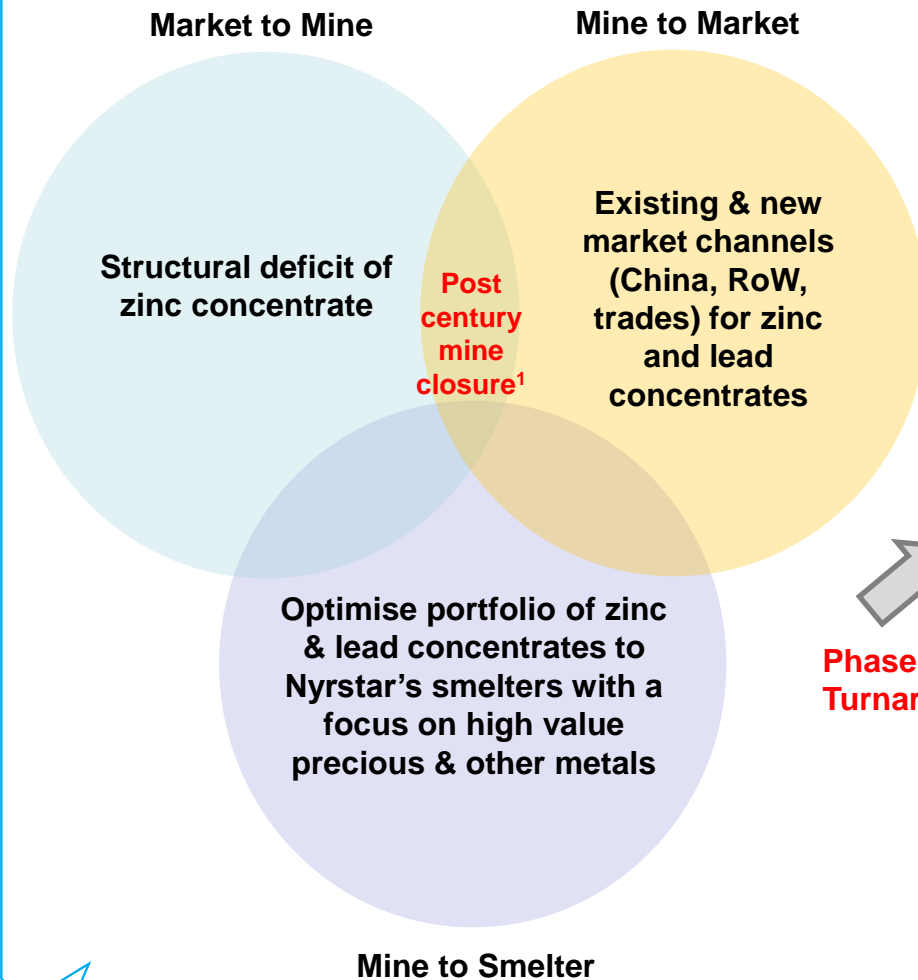 Market to Mine
Mine to Market
Structural deficit of
zinc concentrate
Post
century
mine
closure¹
Existing & new
market channels
(China, RoW,
trades) for zinc
and lead
concentrates
Optimise portfolio of zinc
& lead concentrates to
Nyrstar’s smelters with a
focus on high value
precious & other metals
Phase
Mine to Smelter